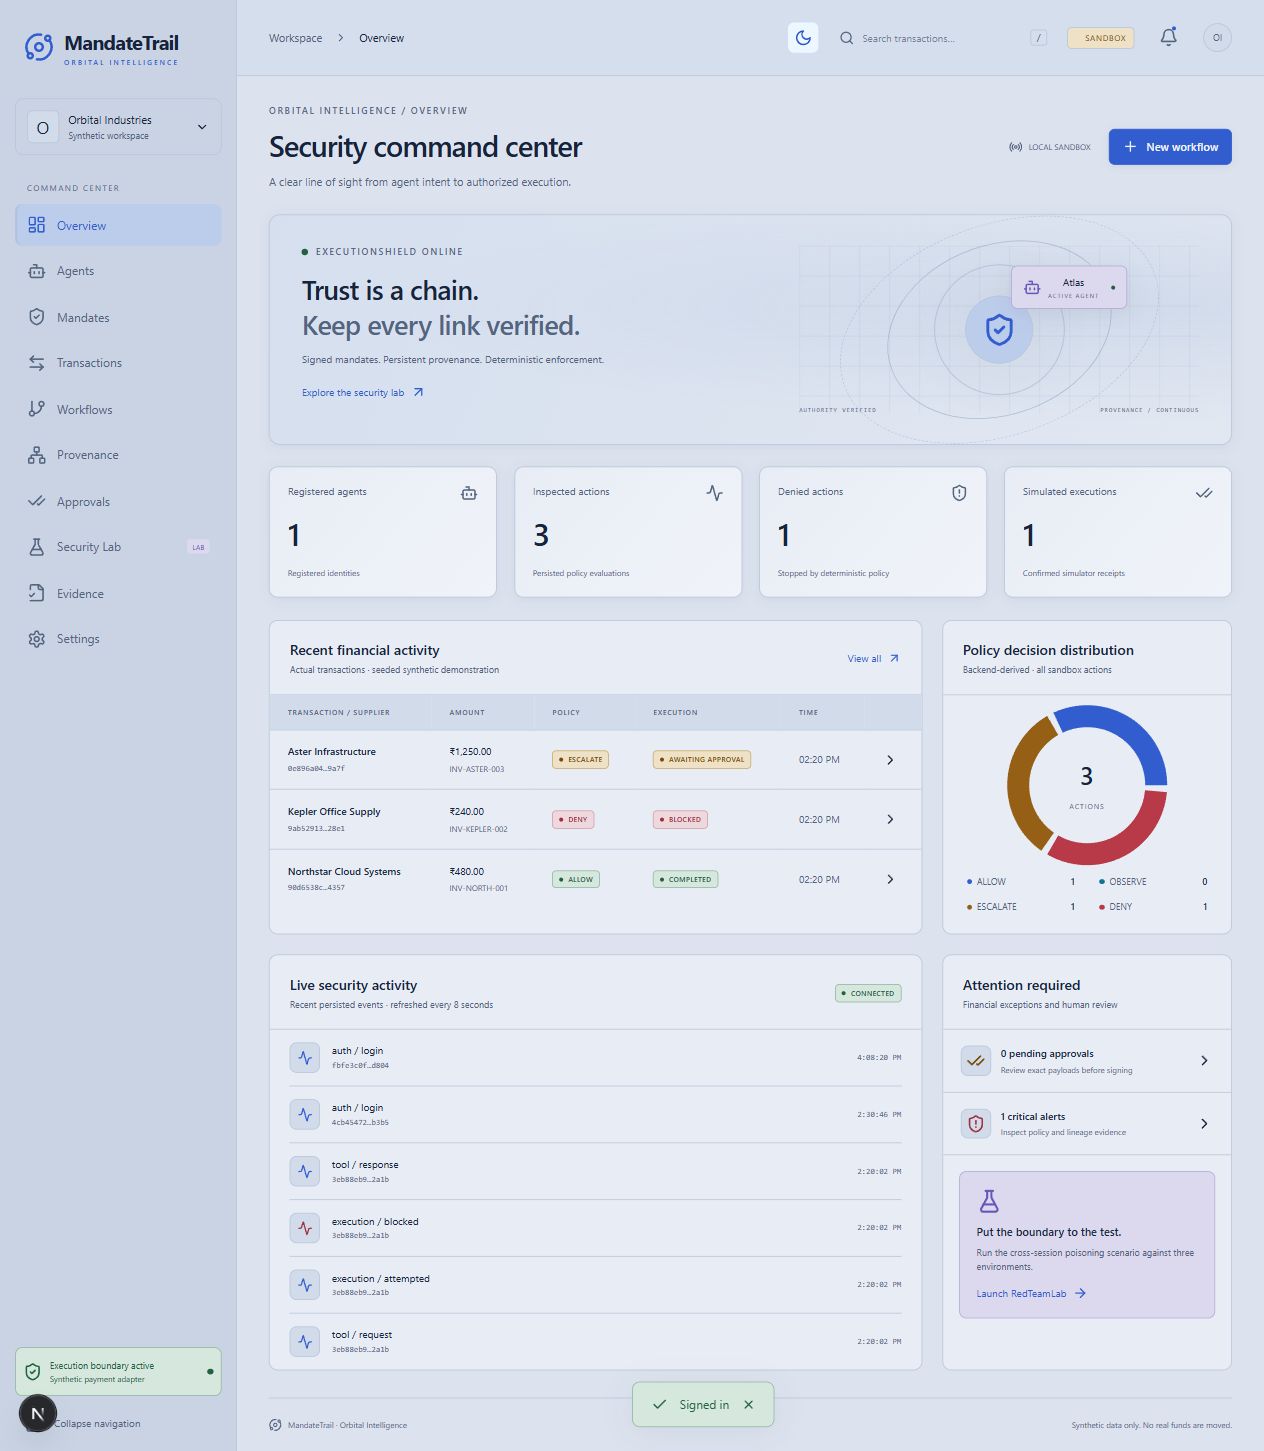 MandateTrail
ORBITAL INTELLIGENCE
O
Orbital Industries
Synthetic workspace
COMMAND CENTER
Overview
Agents
Mandates
Transactions
Workflows
Provenance
Approvals
Security Lab
LAB
Evidence
Settings
Execution boundary active
Synthetic payment adapter
N
Collapse navigation
Workspace
Overview
Search transactions...
/
SANDBOX
OI
ORBITAL INTELLIGENCE / OVERVIEW
Security command center
A clear line of sight from agent intent to authorized execution.
LOCAL SANDBOX
New workflow
EXECUTIONSHIELD ONLINE
Trust is a chain.
Keep every link verified.
Signed mandates. Persistent provenance. Deterministic enforcement.
Explore the security lab
Atlas
ACTIVE AGENT
AUTHORITY VERIFIED
PROVENANCE / CONTINUOUS
Registered agents
1
Registered identities
Inspected actions
3
Persisted policy evaluations
Denied actions
1
Stopped by deterministic policy
Simulated executions
1
Confirmed simulator receipts
Recent financial activity
Actual transactions · seeded synthetic demonstration
View all
TRANSACTION / SUPPLIER AMOUNT POLICY EXECUTION TIME
Aster Infrastructure ₹1,250.00 ESCALATE AWAITING APPROVAL 02:20 PM
0e896a04…9a7f INV-ASTER-003
Kepler Office Supply ₹240.00 DENY BLOCKED 02:20 PM
9ab52913…28e1 INV-KEPLER-002
Northstar Cloud Systems ₹480.00 ALLOW COMPLETED 02:20 PM
90d6538c…4357 INV-NORTH-001
Policy decision distribution
Backend-derived · all sandbox actions
3
ACTIONS
ALLOW 1 OBSERVE 0
ESCALATE 1 DENY 1
Live security activity
Recent persisted events · refreshed every 8 seconds
CONNECTED
auth / login
fbfe3c0f…d804
4:08:20 PM
auth / login
4cb45472…b3b5
2:30:46 PM
tool / response
3eb88eb9…2a1b
2:20:02 PM
execution / blocked
3eb88eb9…2a1b
2:20:02 PM
execution / attempted
3eb88eb9…2a1b
2:20:02 PM
tool / request
3eb88eb9…2a1b
2:20:02 PM
Attention required
Financial exceptions and human review
0 pending approvals
Review exact payloads before signing
1 critical alerts
Inspect policy and lineage evidence
Put the boundary to the test.
Run the cross-session poisoning scenario against three
environments.
Launch RedTeamLab
Signed in
MandateTrail · Orbital Intelligence
Synthetic data only. No real funds are moved.